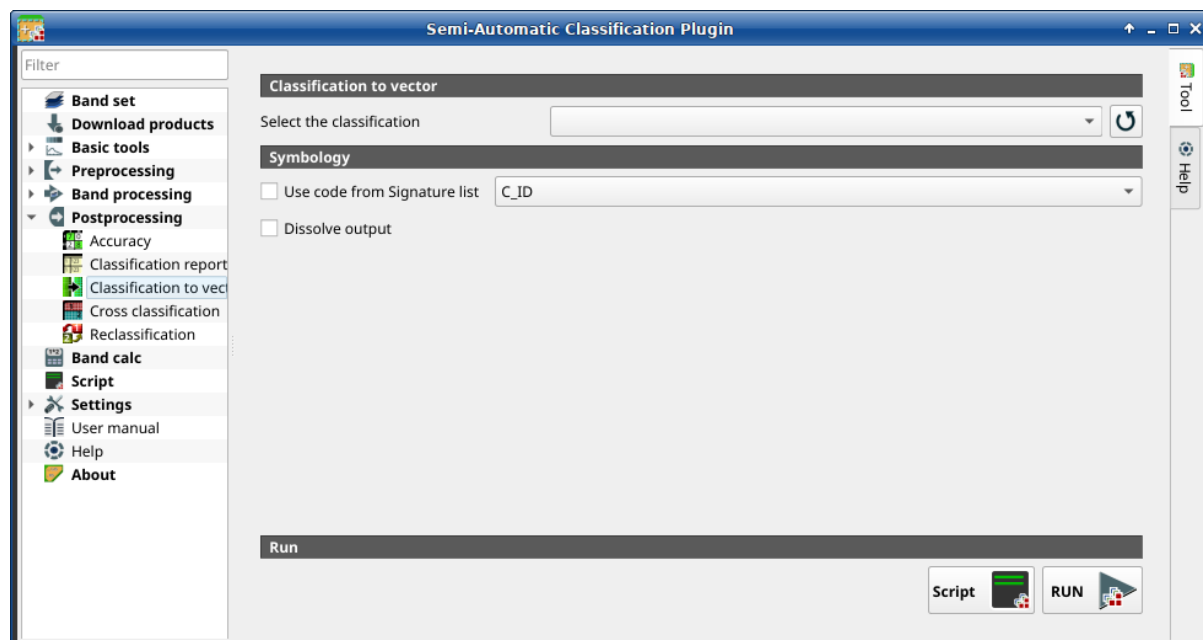 Semi-Automatic Classification Plugin
Filter
Band set
Download products
Basic tools
Preprocessing
Band processing
Postprocessing
Accuracy
Classification report
Classification to vect
Cross classification
Reclassification
Band calc
Script
Settings
User manual
Help
About
Classification to vector
Select the classification
Symbology
Use code from Signature list C_ID
Dissolve output
Run
Script RUN
Tool
Help